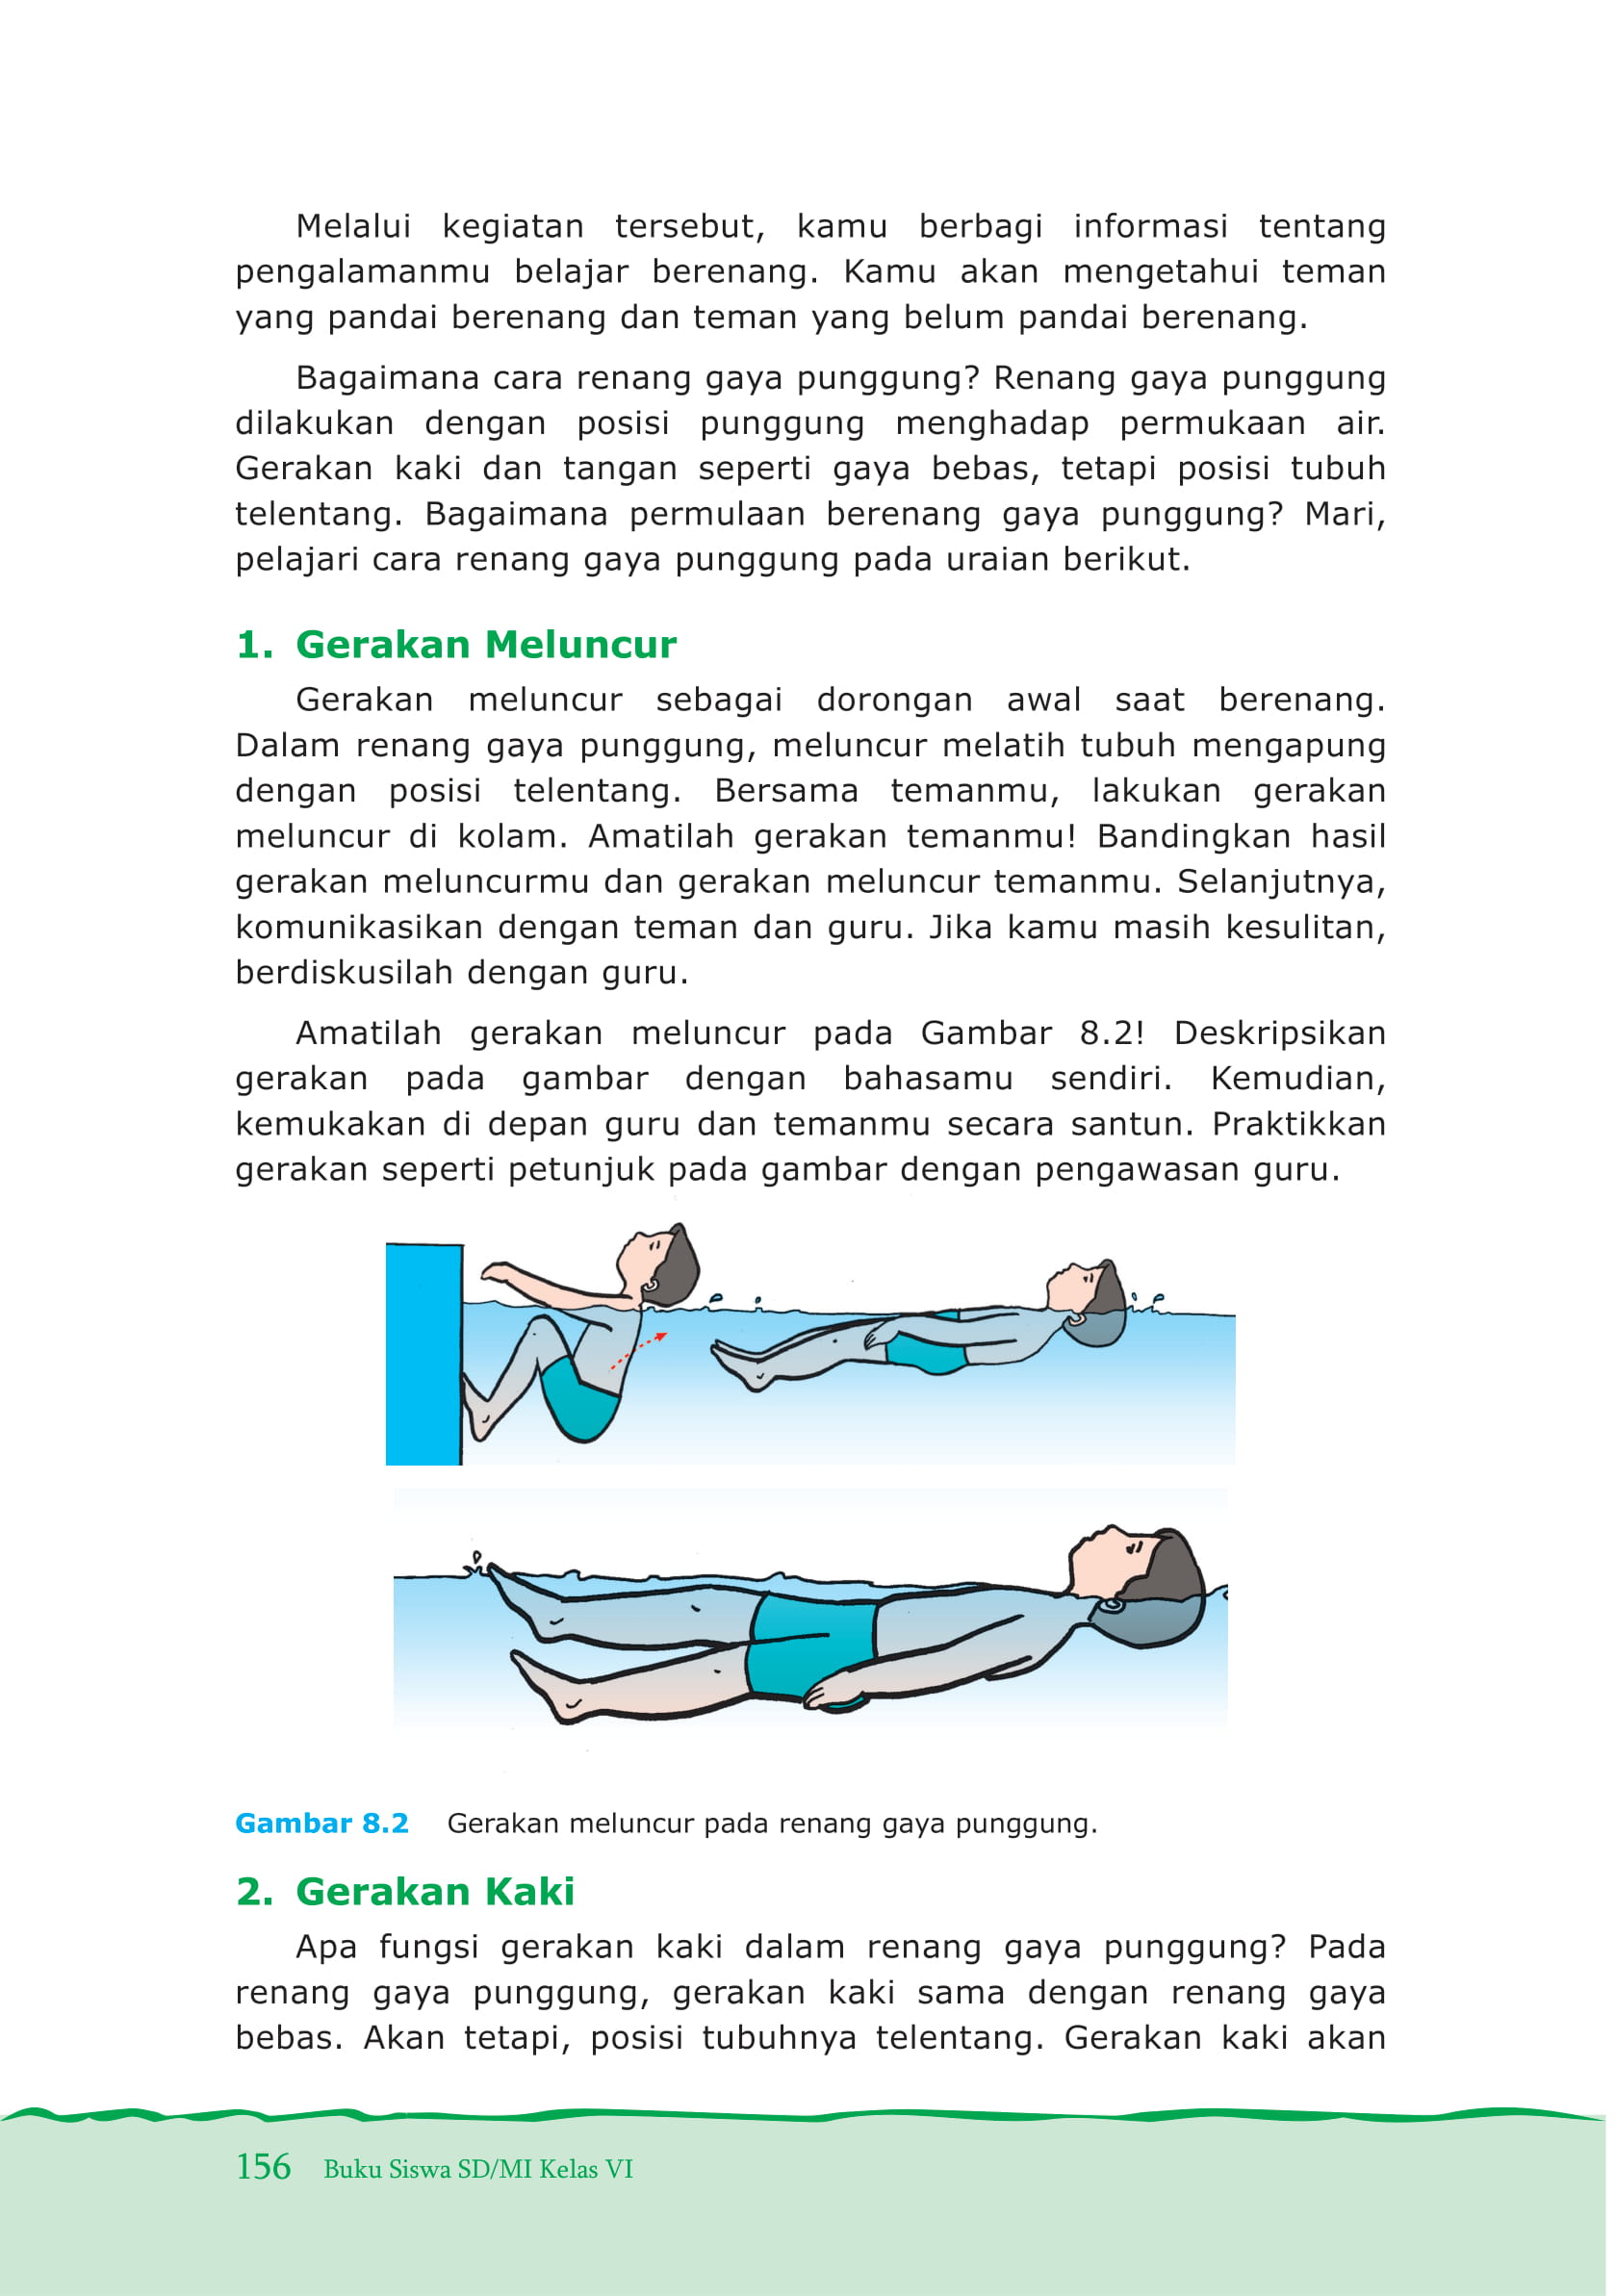 Melalui kegiatan tersebut, kamu berbagi informasi tentang
pengalamanmu belajar berenang. Kamu akan mengetahui teman
yang pandai berenang dan teman yang belum pandai berenang.
Bagaimana cara renang gaya punggung? Renang gaya punggung
dilakukan dengan posisi punggung menghadap permukaan air.
Gerakan kaki dan tangan seperti gaya bebas, tetapi posisi tubuh
telentang. Bagaimana permulaan berenang gaya punggung? Mari,
pelajari cara renang gaya punggung pada uraian berikut.
1. Gerakan Meluncur
Gerakan meluncur sebagai dorongan awal saat berenang.
Dalam renang gaya punggung, meluncur melatih tubuh mengapung
dengan posisi telentang. Bersama temanmu, lakukan gerakan
meluncur di kolam. Amatilah gerakan temanmu! Bandingkan hasil
gerakan meluncurmu dan gerakan meluncur temanmu. Selanjutnya,
komunikasikan dengan teman dan guru. Jika kamu masih kesulitan,
berdiskusilah dengan guru.
Amatilah gerakan meluncur pada Gambar 8.2! Deskripsikan
gerakan pada gambar dengan bahasamu sendiri. Kemudian,
kemukakan di depan guru dan temanmu secara santun. Praktikkan
gerakan seperti petunjuk pada gambar dengan pengawasan guru.
Gambar 8.2 Gerakan meluncur pada renang gaya punggung.
2. Gerakan Kaki
Apa fungsi gerakan kaki dalam renang gaya punggung? Pada
renang gaya punggung, gerakan kaki sama dengan renang gaya
bebas. Akan tetapi, posisi tubuhnya telentang. Gerakan kaki akan
156 Buku Siswa SD/MI Kelas VI